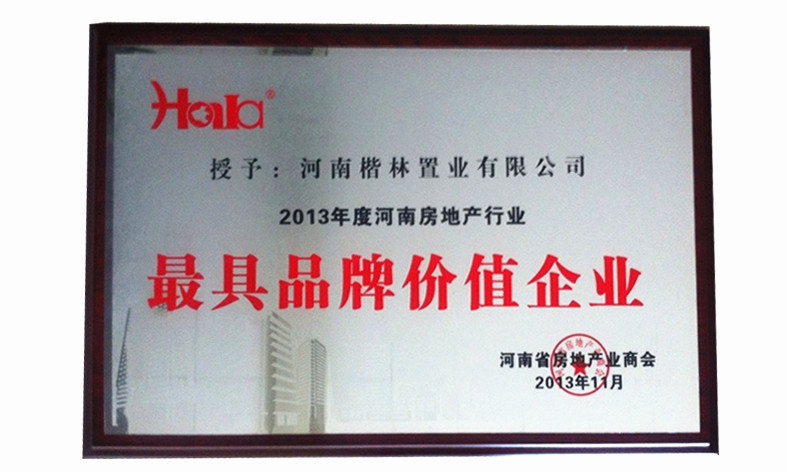 Holla®
授予：河南楷林置业有限公司
2013年度河南房地产行业
最具品牌价值企业
河南省房地产业商会
2013年11月